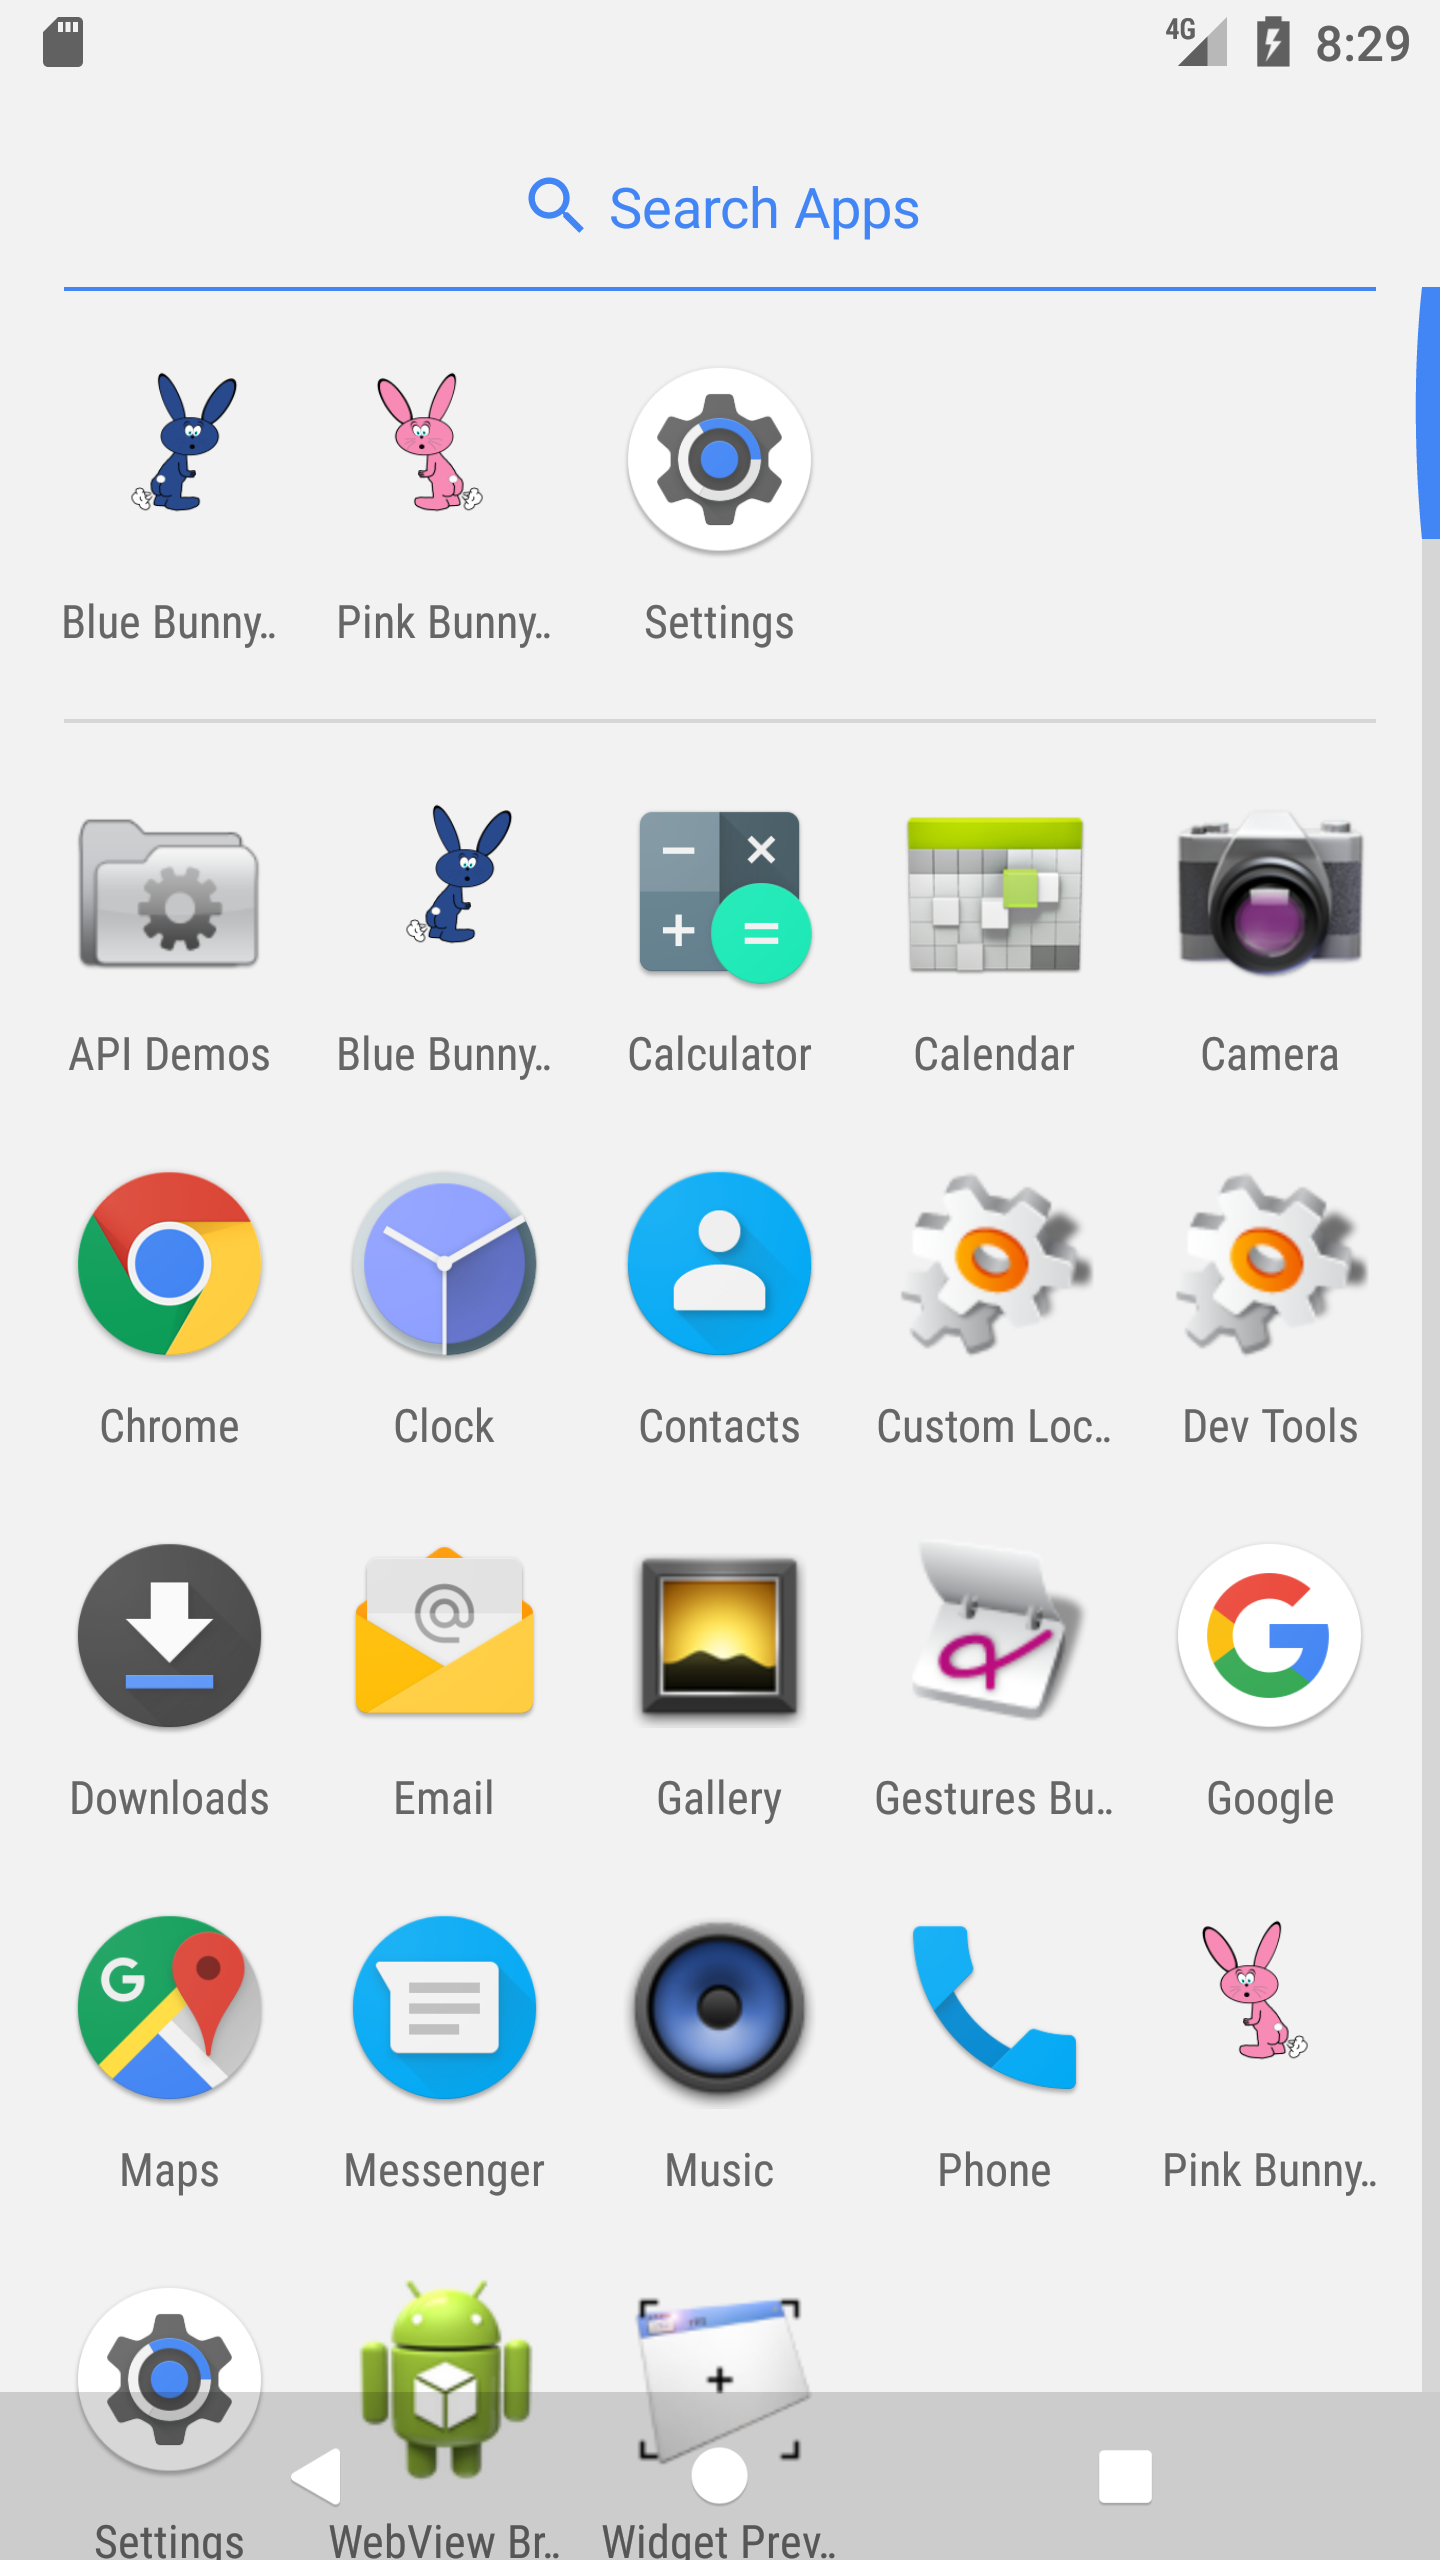 4G 8:29
Search Apps
Blue Bunny.. Pink Bunny.. Settings
API Demos Blue Bunny.. Calculator Calendar Camera
Chrome Clock Contacts Custom Loc.. Dev Tools
Downloads Email Gallery Gestures Bu.. Google
Maps Messenger Music Phone Pink Bunny..
Settings WebView Br.. Widget Prev..